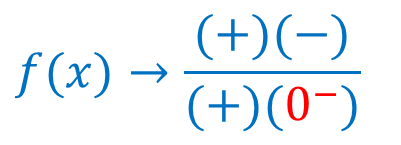 f(x) → (+)(−)
(+)(0⁻)